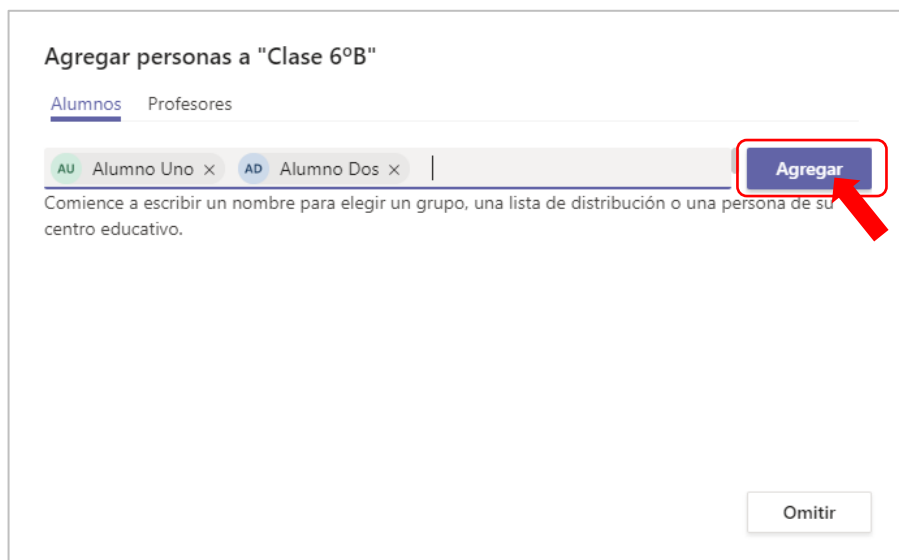 Agregar personas a "Clase 6ºB"
Alumnos Profesores
AU Alumno Uno × AD Alumno Dos × Agregar
Comience a escribir un nombre para elegir un grupo, una lista de distribución o una persona de su
centro educativo.
Omitir